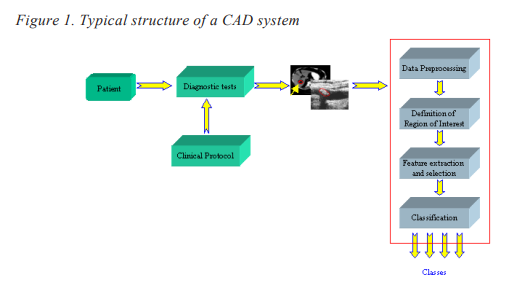 Figure 1. Typical structure of a CAD system
Patient
Diagnostic tests
Clinical Protocol
Data Preprocessing
Definition of
Region of Interest
Feature extraction
and selection
Classification
Classes